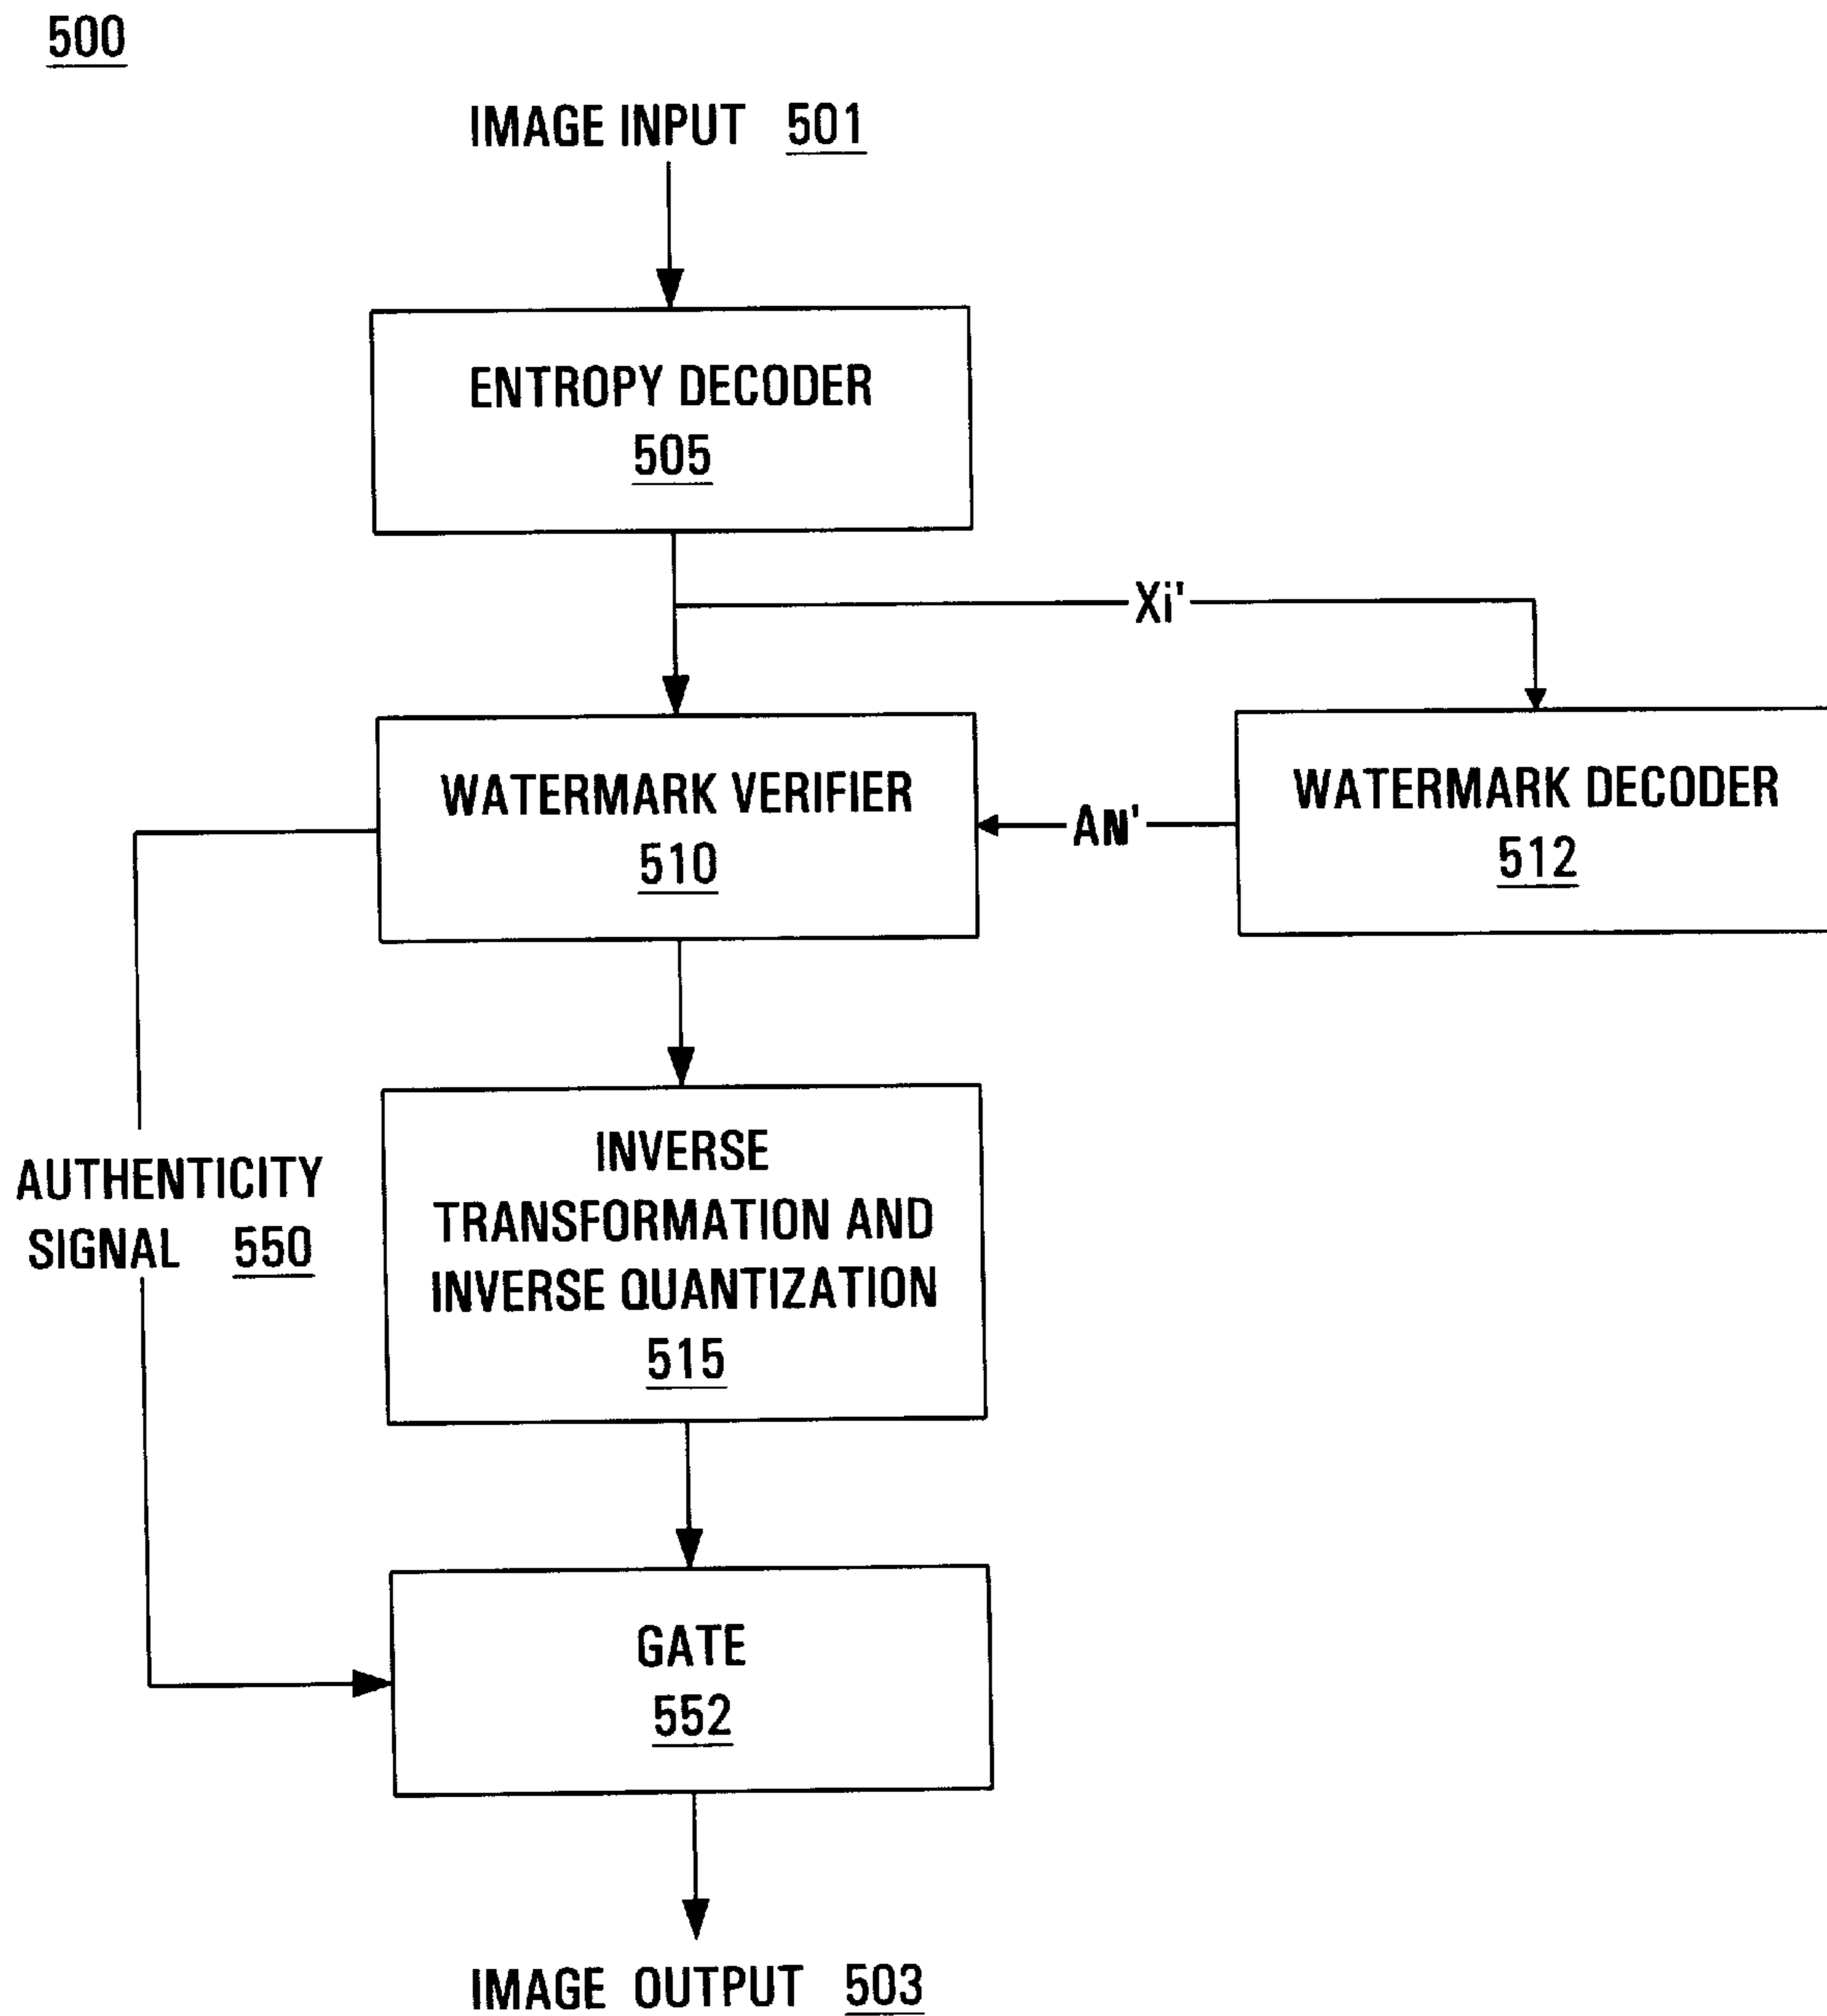 500
IMAGE INPUT 501
ENTROPY DECODER
505
Xi'
WATERMARK VERIFIER
510
AN'
WATERMARK DECODER
512
AUTHENTICITY
SIGNAL 550
INVERSE
TRANSFORMATION AND
INVERSE QUANTIZATION
515
GATE
552
IMAGE OUTPUT 503